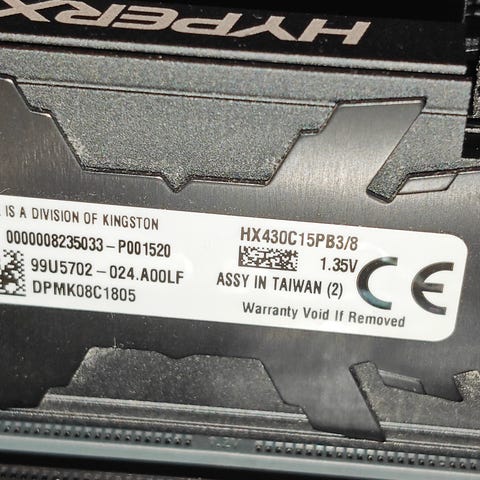 HYPERX
IS A DIVISION OF KINGSTON
0000008235033-P001520
99U5702-024.A00LF
DPMK08C1805
HX430C15PB3/8
1.35V
ASSY IN TAIWAN (2)
Warranty Void If Removed
CE